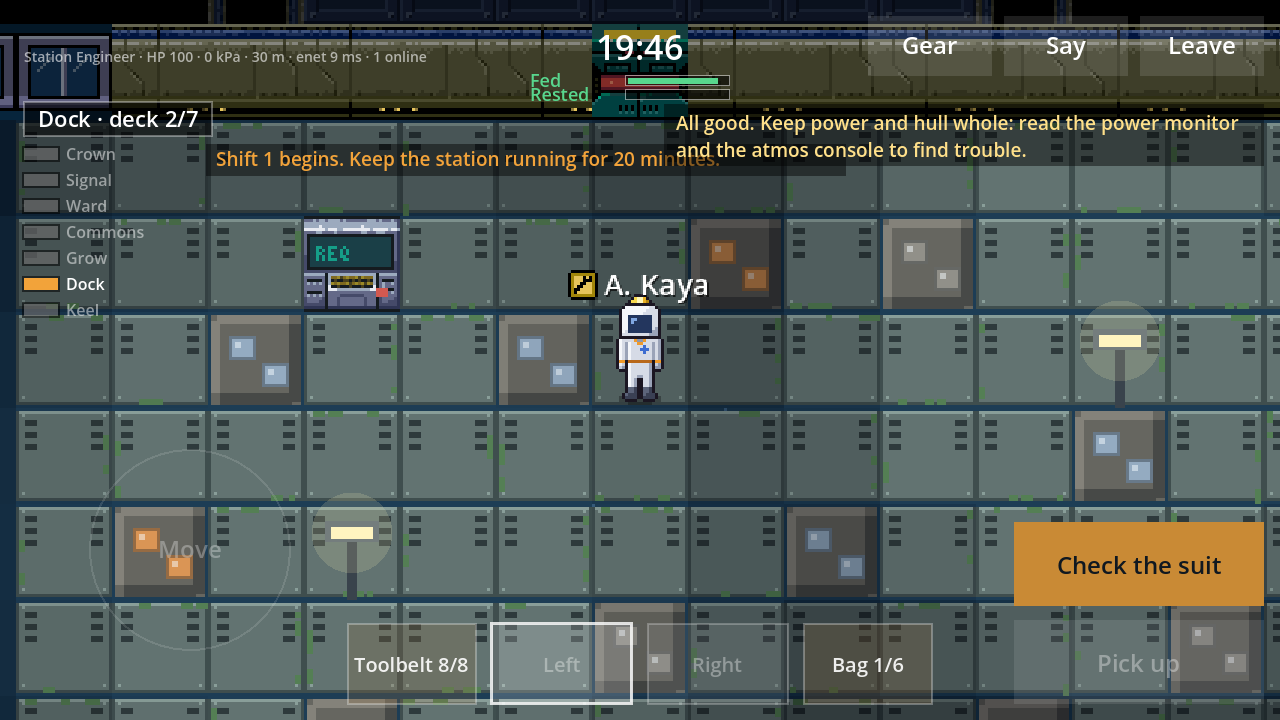 19:46
Gear
Say
Leave
Station Engineer · HP 100 · 0 kPa · 30 m · enet 9 ms · 1 online
Fed
Rested
Dock · deck 2/7
All good. Keep power and hull whole: read the power monitor
and the atmos console to find trouble.
Shift 1 begins. Keep the station running for 20 minutes.
Crown
Signal
Ward
Commons
Grow
Dock
Keel
REQ
A. Kaya
Move
Check the suit
Toolbelt 8/8
Left
Right
Bag 1/6
Pick up